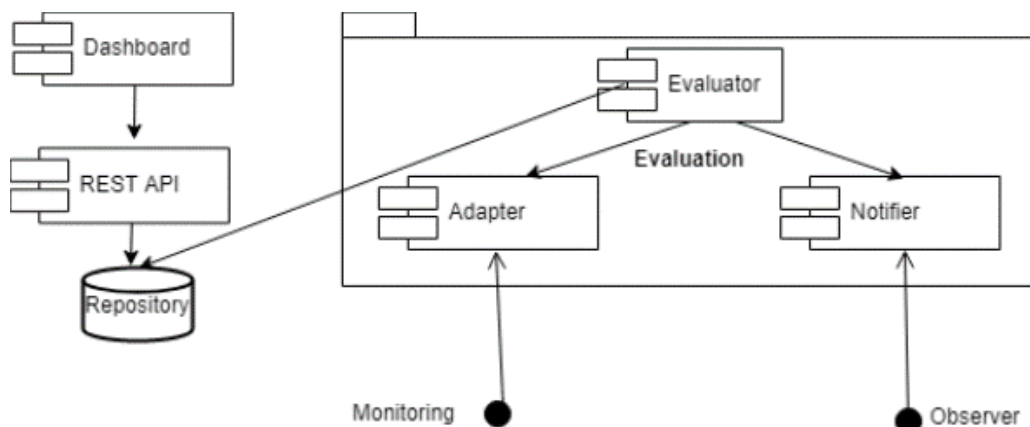 Dashboard
Evaluator
Evaluation
REST API
Adapter
Notifier
Repository
Monitoring
Observer